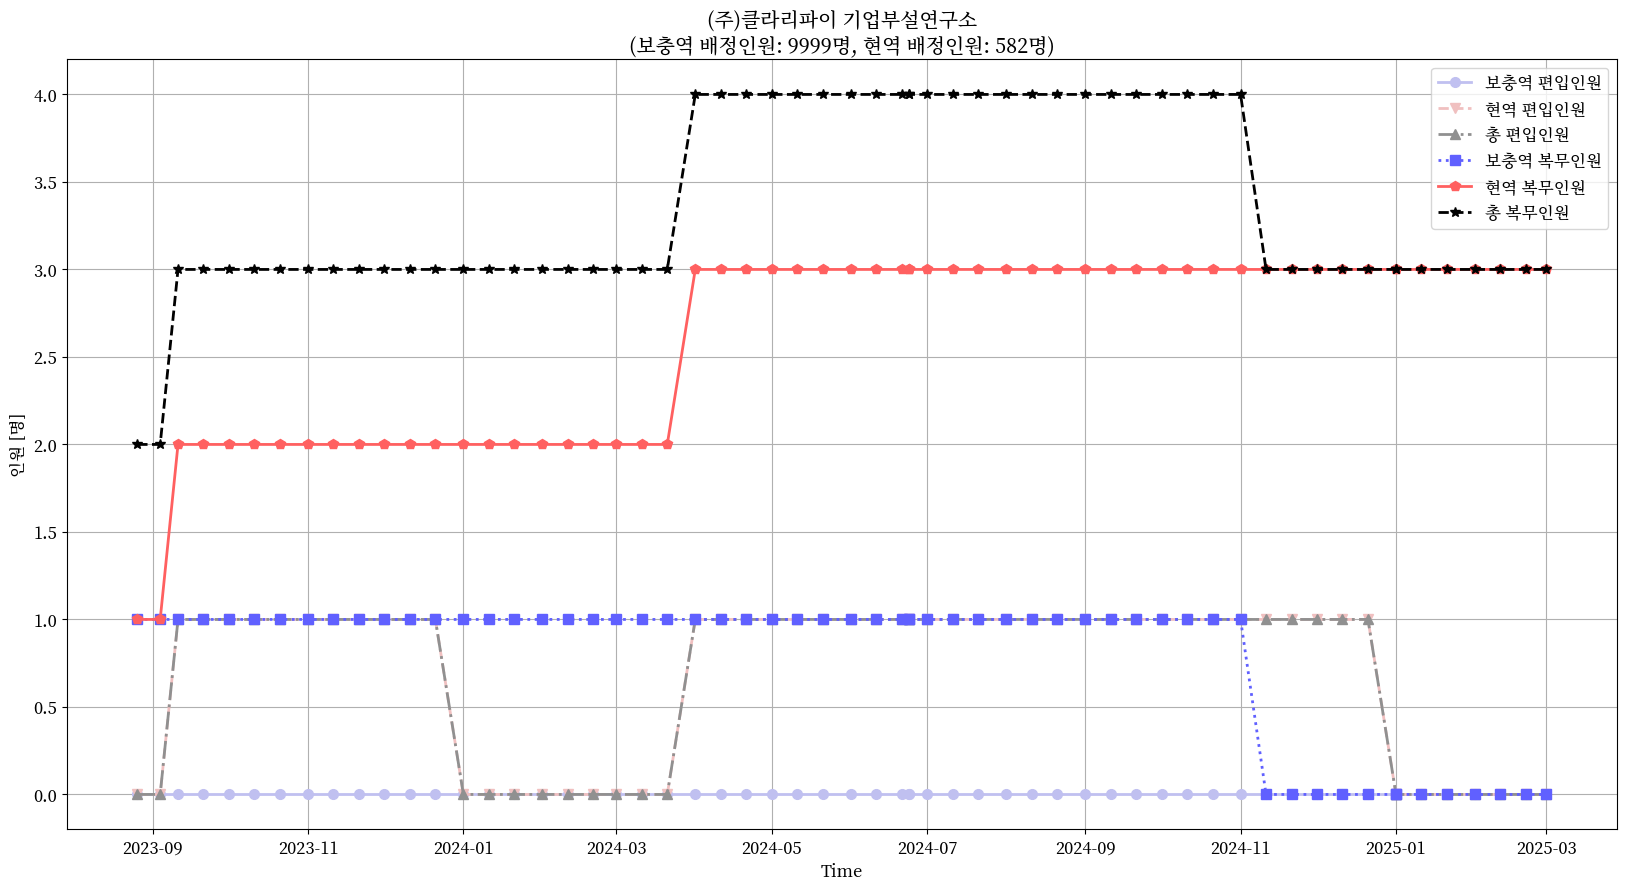 (주)클라리파이 기업부설연구소
(보충역 배정인원: 9999명, 현역 배정인원: 582명)
보충역 편입인원
현역 편입인원
총 편입인원
보충역 복무인원
현역 복무인원
총 복무인원
인원 [명]
4.0
3.5
3.0
2.5
2.0
1.5
1.0
0.5
0.0
2023-09 2023-11 2024-01 2024-03 2024-05 2024-07 2024-09 2024-11 2025-01 2025-03
Time